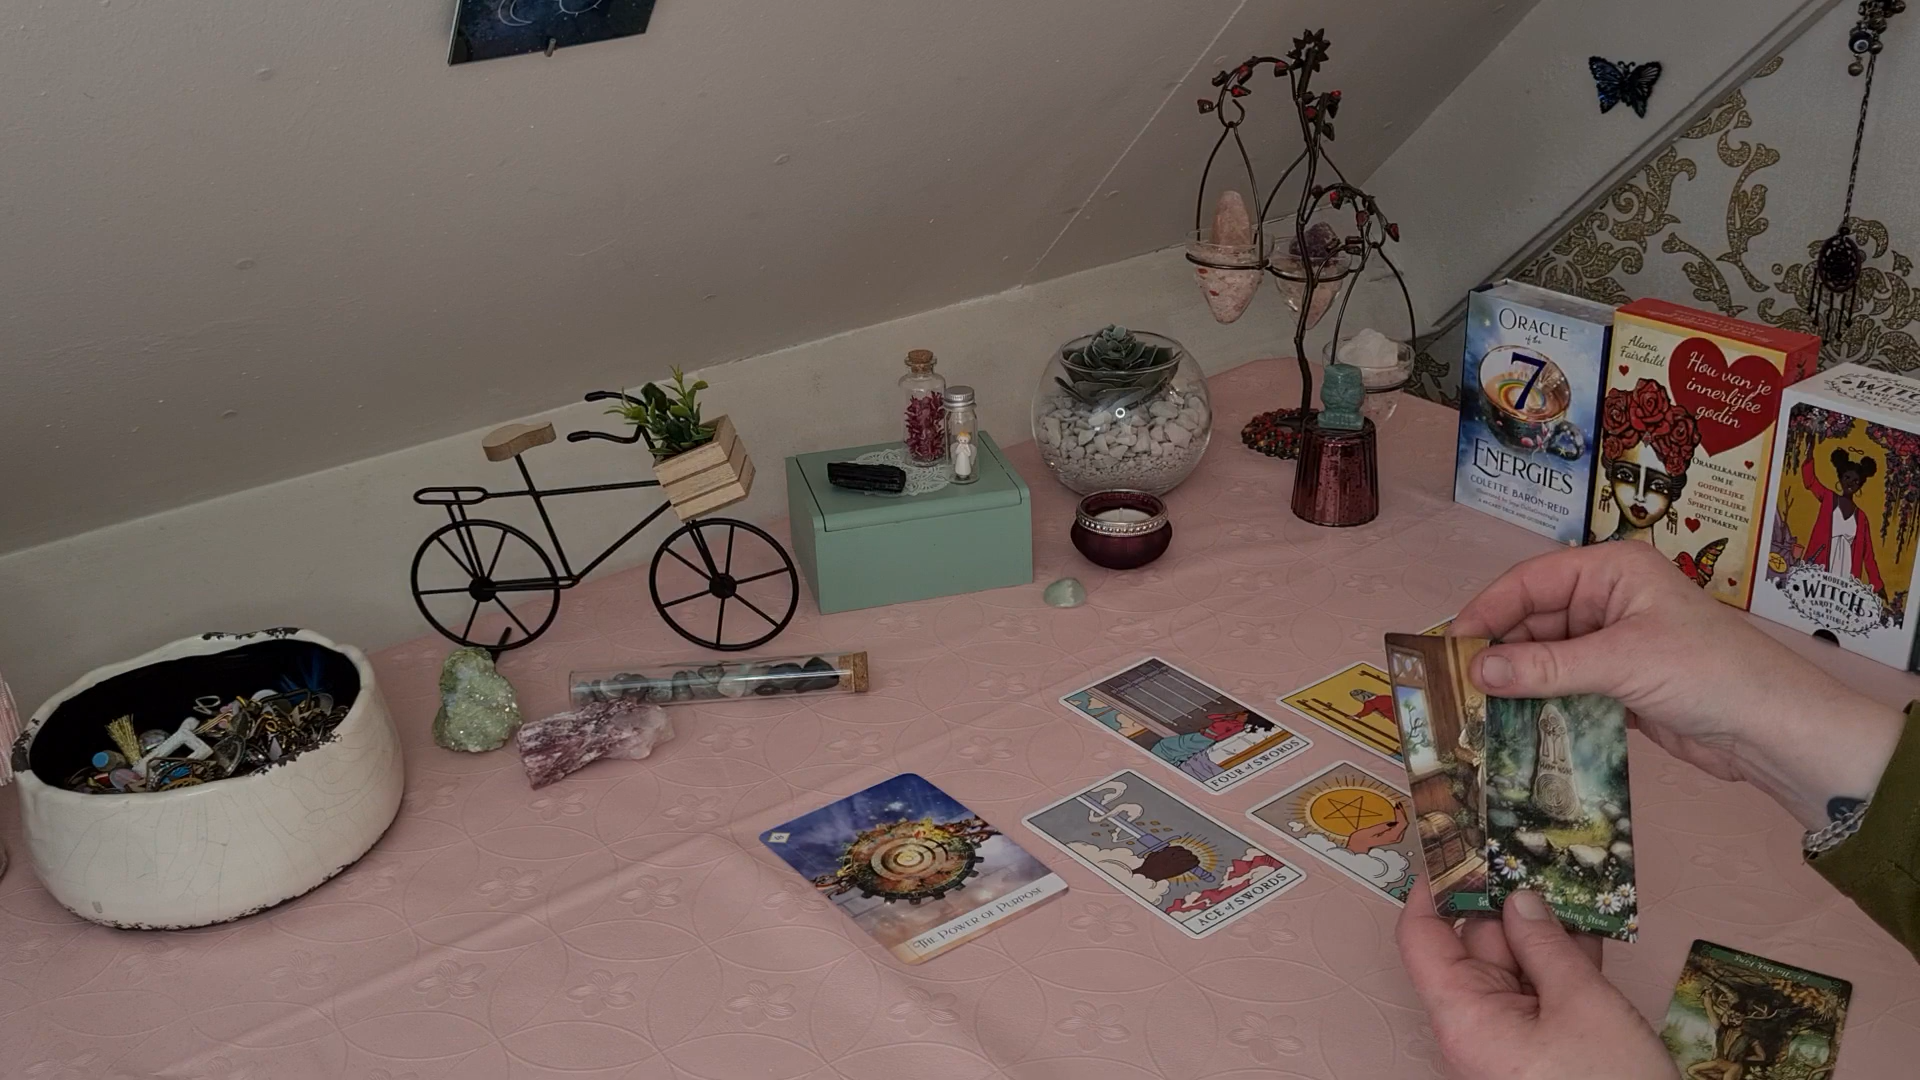 ORACLE
of the
7
ENERGIES
COLETTE BARON-REID
Alana
Fairchild
Hou van je
innerlijke
godin
ORAKELKAARTEN
OM JE
GODDELIJKE
VROUWELIJKE
SPIRIT TE LATEN
ONTWAKEN
MODERN
WITCH
TAROT DECK
FOUR of SWORDS
ACE of SWORDS
THE POWER OF PURPOSE
Standing Stone